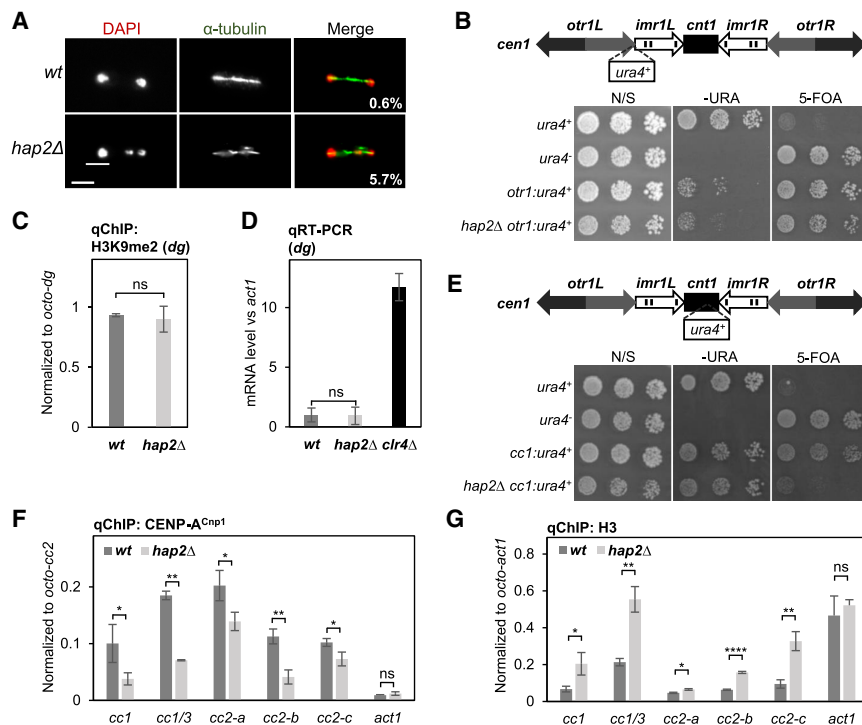 A
DAPI
α-tubulin
Merge
wt
0.6%
hap2Δ
5.7%
B
otr1L
imr1L
cnt1
imr1R
otr1R
cen1
ura4+
N/S
-URA
5-FOA
ura4+
ura4-
otr1:ura4+
hap2Δ otr1:ura4+
C
qChIP:
H3K9me2 (dg)
Normalized to octo-dg
1
0.5
0
ns
wt
hap2Δ
D
qRT-PCR
(dg)
mRNA level vs act1
10
5
0
ns
wt
hap2Δ
clr4Δ
E
otr1L
imr1L
cnt1
imr1R
otr1R
cen1
ura4+
N/S
-URA
5-FOA
ura4+
ura4-
cc1:ura4+
hap2Δ cc1:ura4+
F
qChIP: CENP-ACnp1
wt
hap2Δ
Normalized to octo-cc2
0.2
0.1
0
*
**
*
**
*
ns
cc1
cc1/3
cc2-a
cc2-b
cc2-c
act1
G
qChIP: H3
wt
hap2Δ
Normalized to octo-act1
0.6
0.4
0.2
0
*
**
*
****
**
ns
cc1
cc1/3
cc2-a
cc2-b
cc2-c
act1